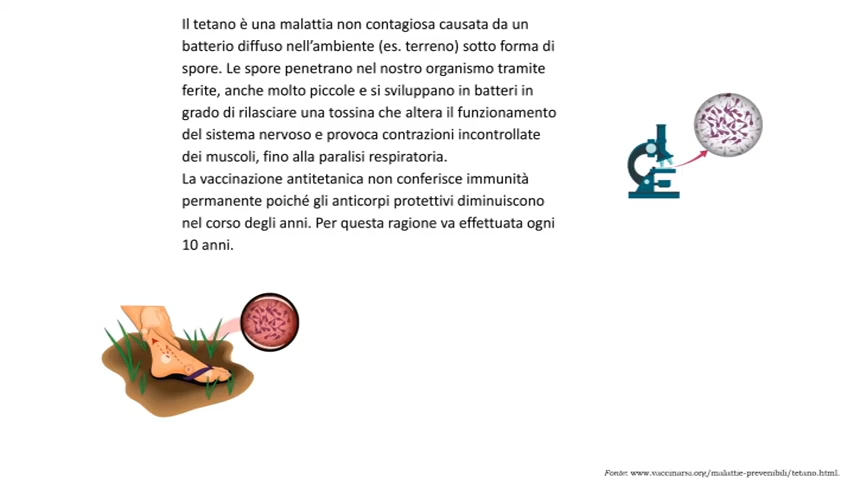 Il tetano è una malattia non contagiosa causata da un
batterio diffuso nell'ambiente (es. terreno) sotto forma di
spore. Le spore penetrano nel nostro organismo tramite
ferite, anche molto piccole e si sviluppano in batteri in
grado di rilasciare una tossina che altera il funzionamento
del sistema nervoso e provoca contrazioni incontrollate
dei muscoli, fino alla paralisi respiratoria.
La vaccinazione antitetanica non conferisce immunità
permanente poiché gli anticorpi protettivi diminuiscono
nel corso degli anni. Per questa ragione va effettuata ogni
10 anni.
Fonte: www.vaccinarsi.org/malattie-prevenibili/tetano.html.